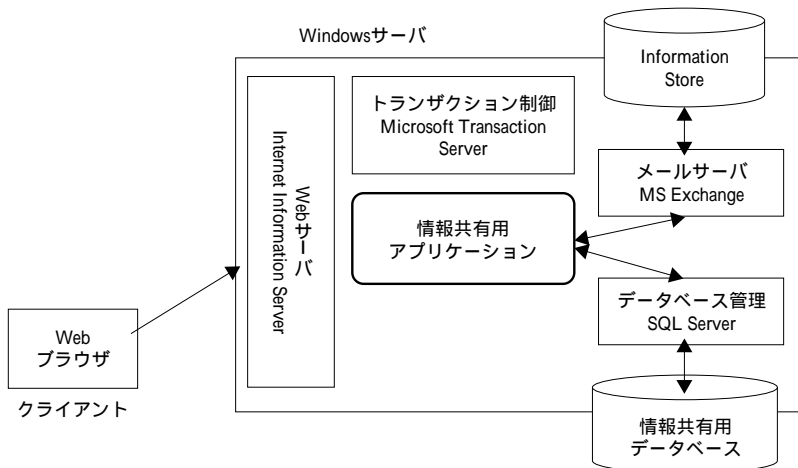 Windowsサーバ
Information
Store
トランザクション制御
Microsoft Transaction
Server
Webサーバ
Internet Information Server
メールサーバ
MS Exchange
情報共有用
アプリケーション
データベース管理
SQL Server
Web
ブラウザ
クライアント
情報共有用
データベース